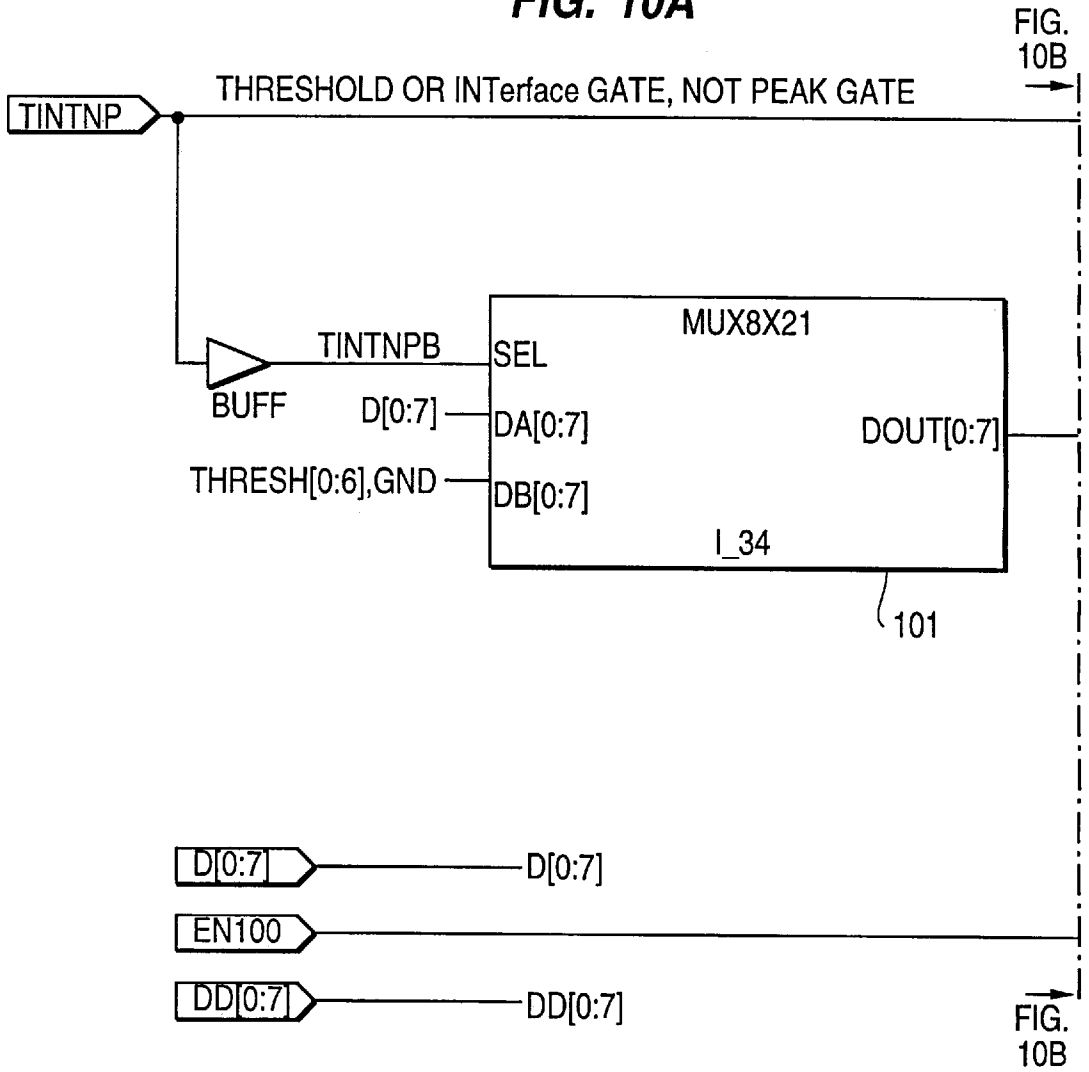 FIG. 10A
FIG.
10B
THRESHOLD OR INTerface GATE, NOT PEAK GATE
TINTNP
MUX8X21
TINTNPB
SEL
BUFF
D[0:7]
DA[0:7]
DOUT[0:7]
THRESH[0:6],GND
DB[0:7]
I_34
101
D[0:7]
D[0:7]
EN100
DD[0:7]
DD[0:7]
FIG.
10B